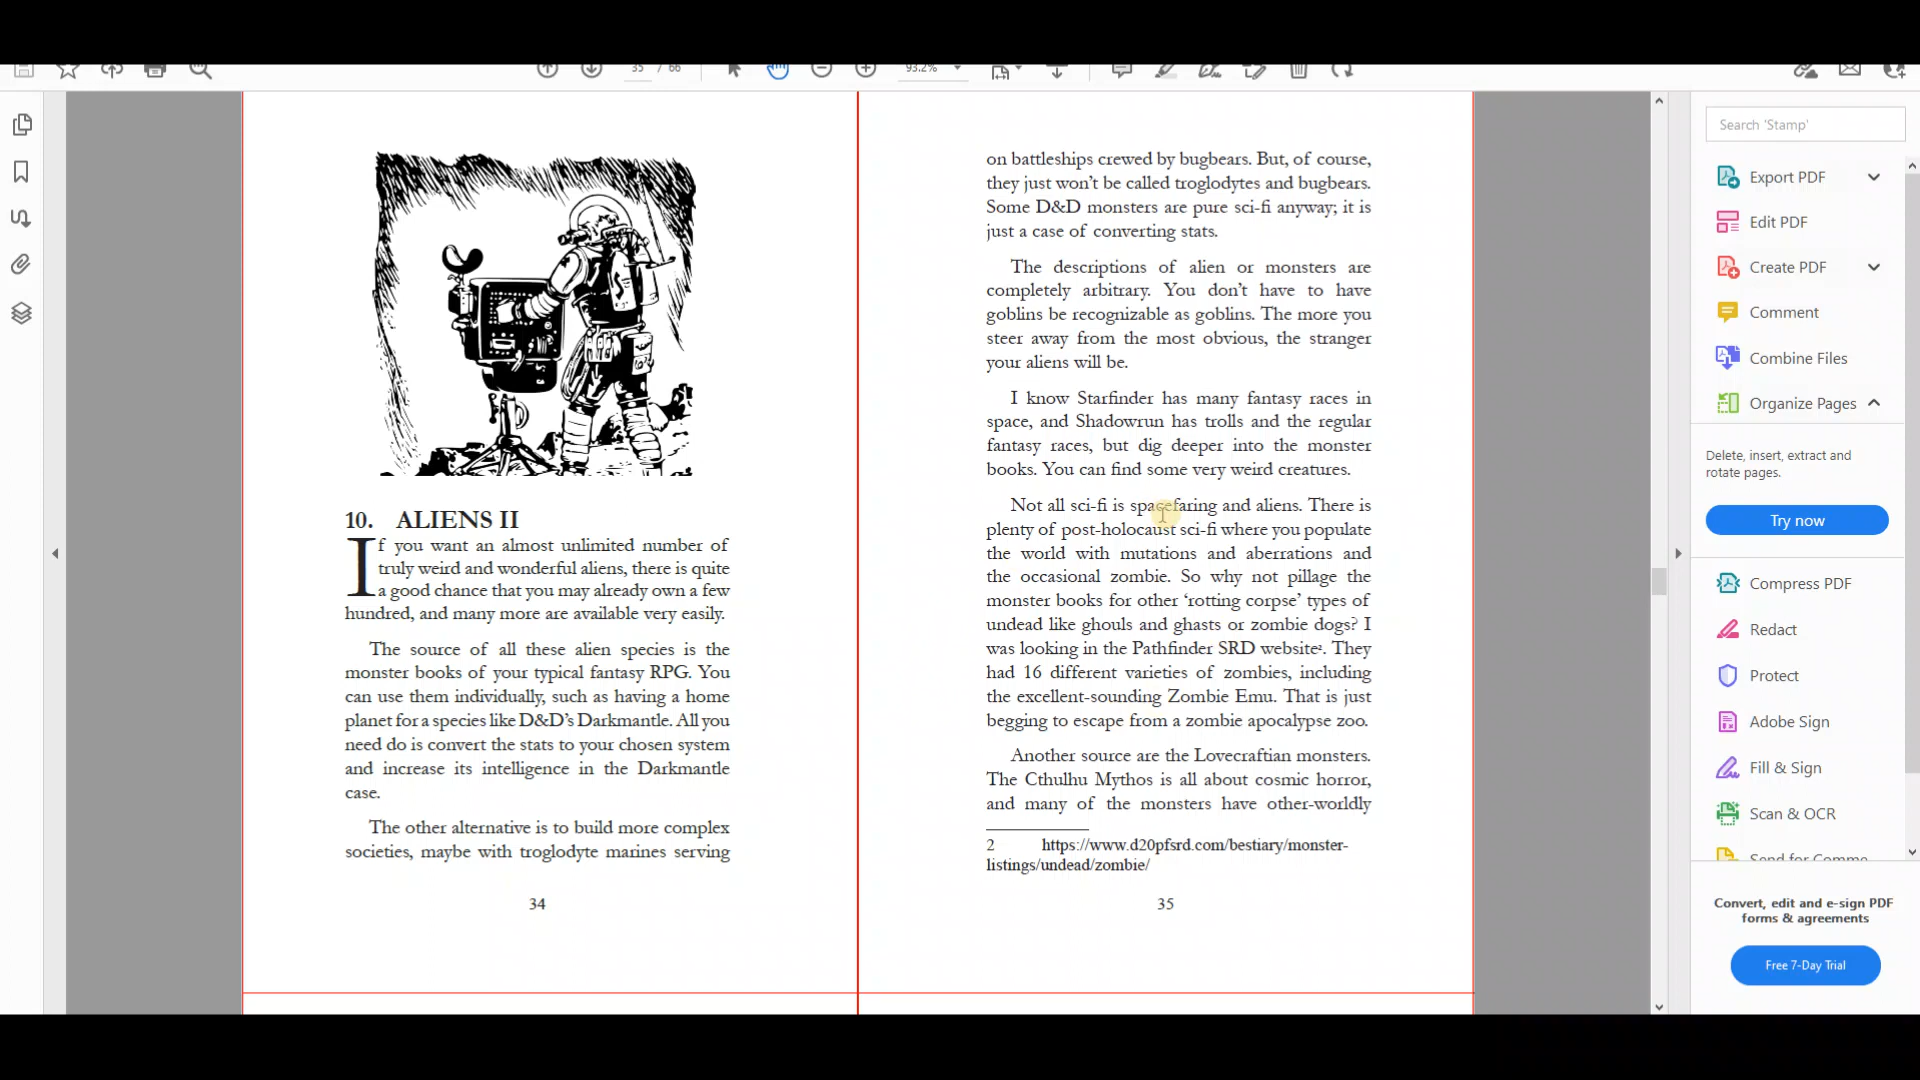 35 / 66
93.2%
10. ALIENS II
If you want an almost unlimited number of
truly weird and wonderful aliens, there is quite
a good chance that you may already own a few
hundred, and many more are available very easily.
The source of all these alien species is the
monster books of your typical fantasy RPG. You
can use them individually, such as having a home
planet for a species like D&D's Darkmantle. All you
need do is convert the stats to your chosen system
and increase its intelligence in the Darkmantle
case.
The other alternative is to build more complex
societies, maybe with troglodyte marines serving
34
on battleships crewed by bugbears. But, of course,
they just won't be called troglodytes and bugbears.
Some D&D monsters are pure sci-fi anyway; it is
just a case of converting stats.
The descriptions of alien or monsters are
completely arbitrary. You don't have to have
goblins be recognizable as goblins. The more you
steer away from the most obvious, the stranger
your aliens will be.
I know Starfinder has many fantasy races in
space, and Shadowrun has trolls and the regular
fantasy races, but dig deeper into the monster
books. You can find some very weird creatures.
Not all sci-fi is spacefaring and aliens. There is
plenty of post-holocaust sci-fi where you populate
the world with mutations and aberrations and
the occasional zombie. So why not pillage the
monster books for other 'rotting corpse' types of
undead like ghouls and ghasts or zombie dogs? I
was looking in the Pathfinder SRD website². They
had 16 different varieties of zombies, including
the excellent-sounding Zombie Emu. That is just
begging to escape from a zombie apocalypse zoo.
Another source are the Lovecraftian monsters.
The Cthulhu Mythos is all about cosmic horror,
and many of the monsters have other-worldly
2 https://www.d20pfsrd.com/bestiary/monster-
listings/undead/zombie/
35
Search 'Stamp'
Export PDF
Edit PDF
Create PDF
Comment
Combine Files
Organize Pages
Delete, insert, extract and
rotate pages.
Try now
Compress PDF
Redact
Protect
Adobe Sign
Fill & Sign
Scan & OCR
Send for Comme
Convert, edit and e-sign PDF
forms & agreements
Free 7-Day Trial